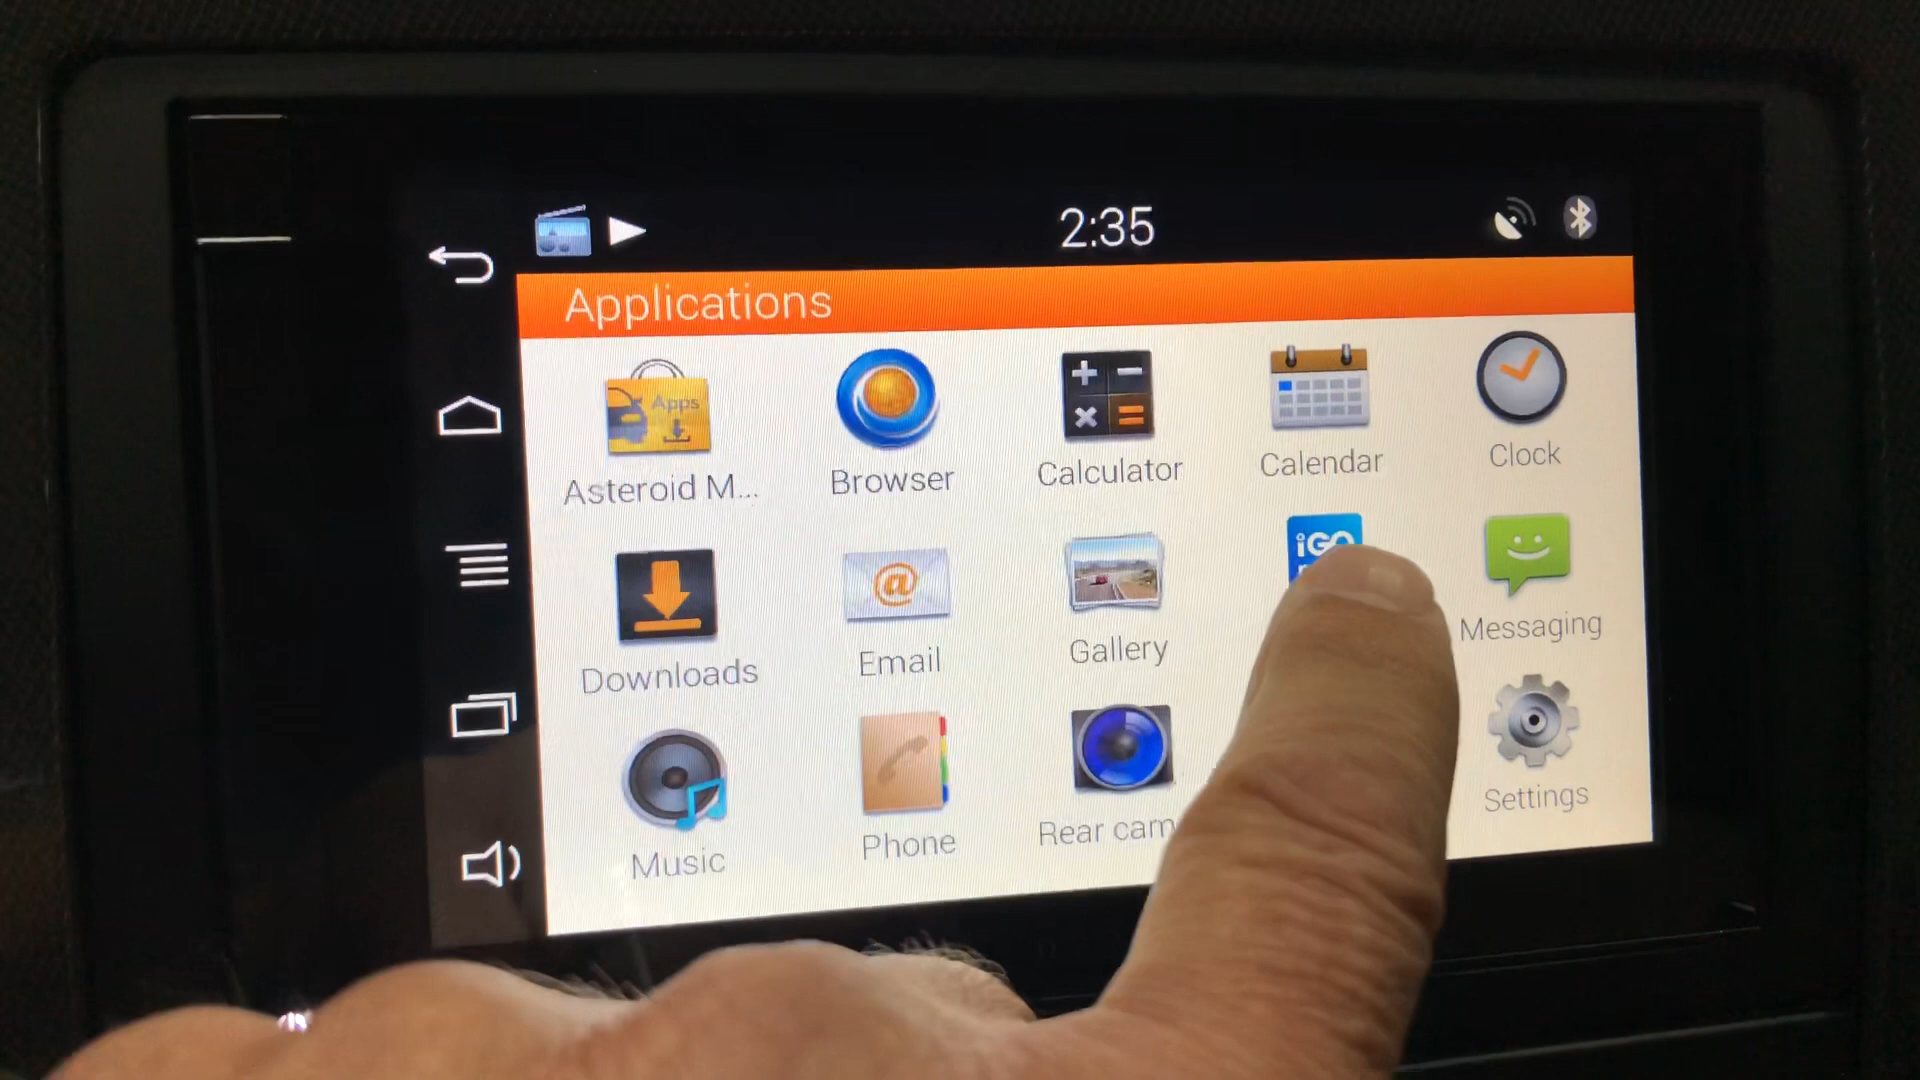 2:35
Applications
Apps
Asteroid M...
Browser
Calculator
Calendar
Clock
iGO
Downloads
@
Email
Gallery
Messaging
Music
Phone
Rear cam
Settings